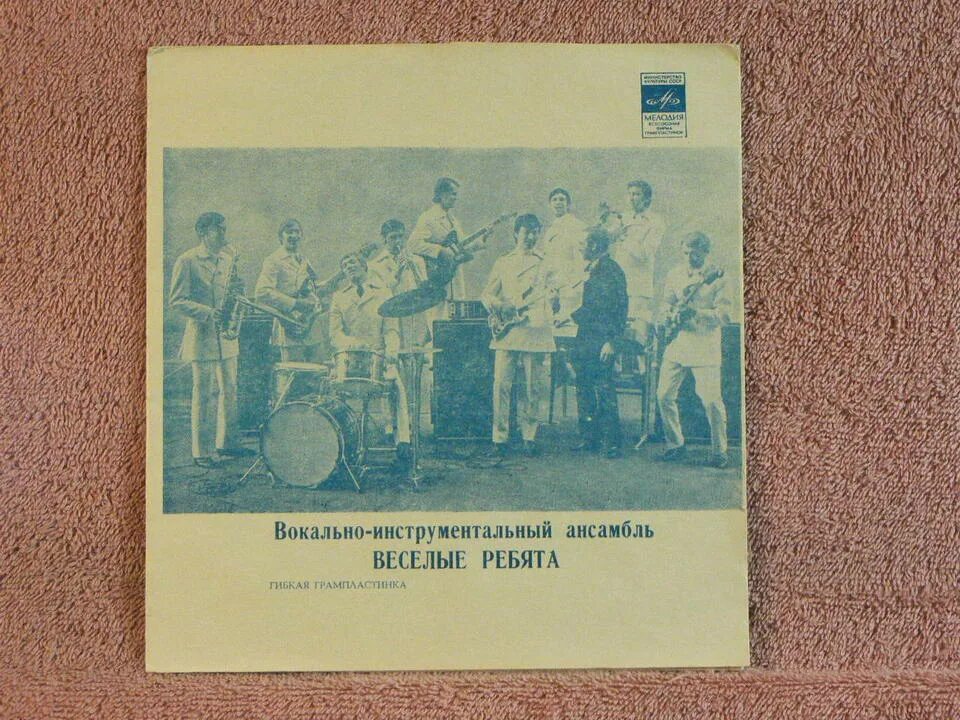 МИНИСТЕРСТВО
КУЛЬТУРЫ СССР
МЕЛОДИЯ
ВСЕСОЮЗНАЯ
ФИРМА
ГРАМПЛАСТИНОК
Вокально-инструментальный ансамбль
ВЕСЕЛЫЕ РЕБЯТА
ГИБКАЯ ГРАМПЛАСТИНКА